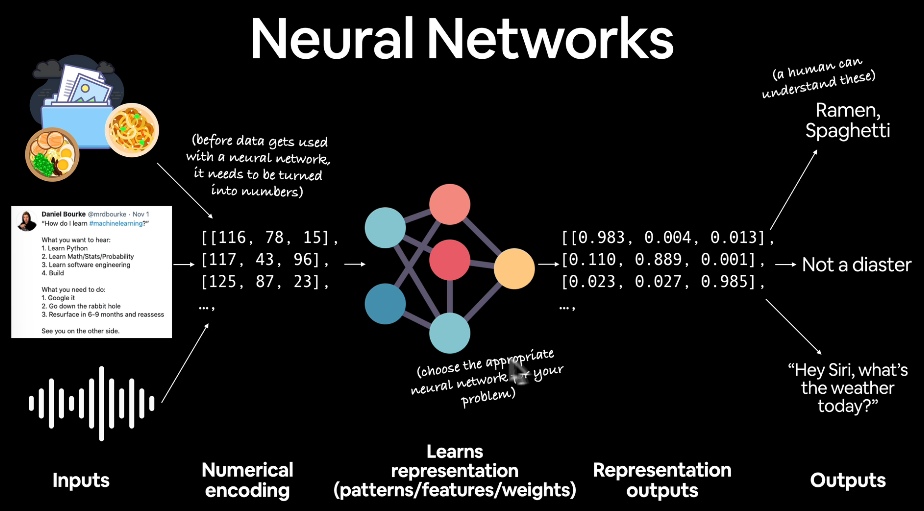 Neural Networks
(a human can
understand these)
Ramen,
Spaghetti
(before data gets used
with a neural network,
it needs to be turned
into numbers)
Daniel Bourke @mrdbourke · Nov 1
"How do I learn #machinelearning?"
What you want to hear:
1. Learn Python
2. Learn Math/Stats/Probability
3. Learn software engineering
4. Build
What you need to do:
1. Google it
2. Go down the rabbit hole
3. Resurface in 6-9 months and reassess
See you on the other side.
[[116, 78, 15],
[117, 43, 96],
[125, 87, 23],
...,
[[0.983, 0.004, 0.013],
[0.110, 0.889, 0.001],
[0.023, 0.027, 0.985],
...,
Not a diaster
(choose the appropriate
neural network your
problem)
"Hey Siri, what's
the weather
today?"
Inputs
Numerical
encoding
Learns
representation
(patterns/features/weights)
Representation
outputs
Outputs